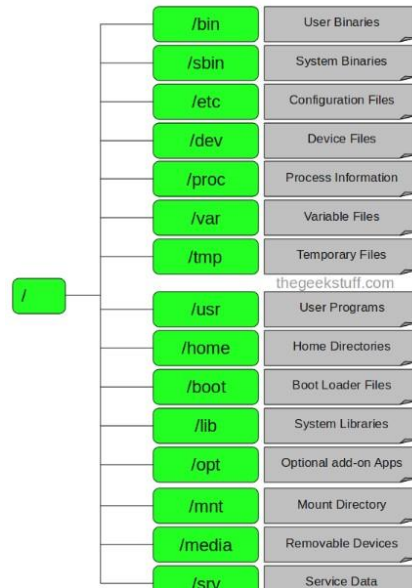 /bin User Binaries
/sbin System Binaries
/etc Configuration Files
/dev Device Files
/proc Process Information
/var Variable Files
/tmp Temporary Files
thegeekstuff.com
/
/usr User Programs
/home Home Directories
/boot Boot Loader Files
/lib System Libraries
/opt Optional add-on Apps
/mnt Mount Directory
/media Removable Devices
/srv Service Data